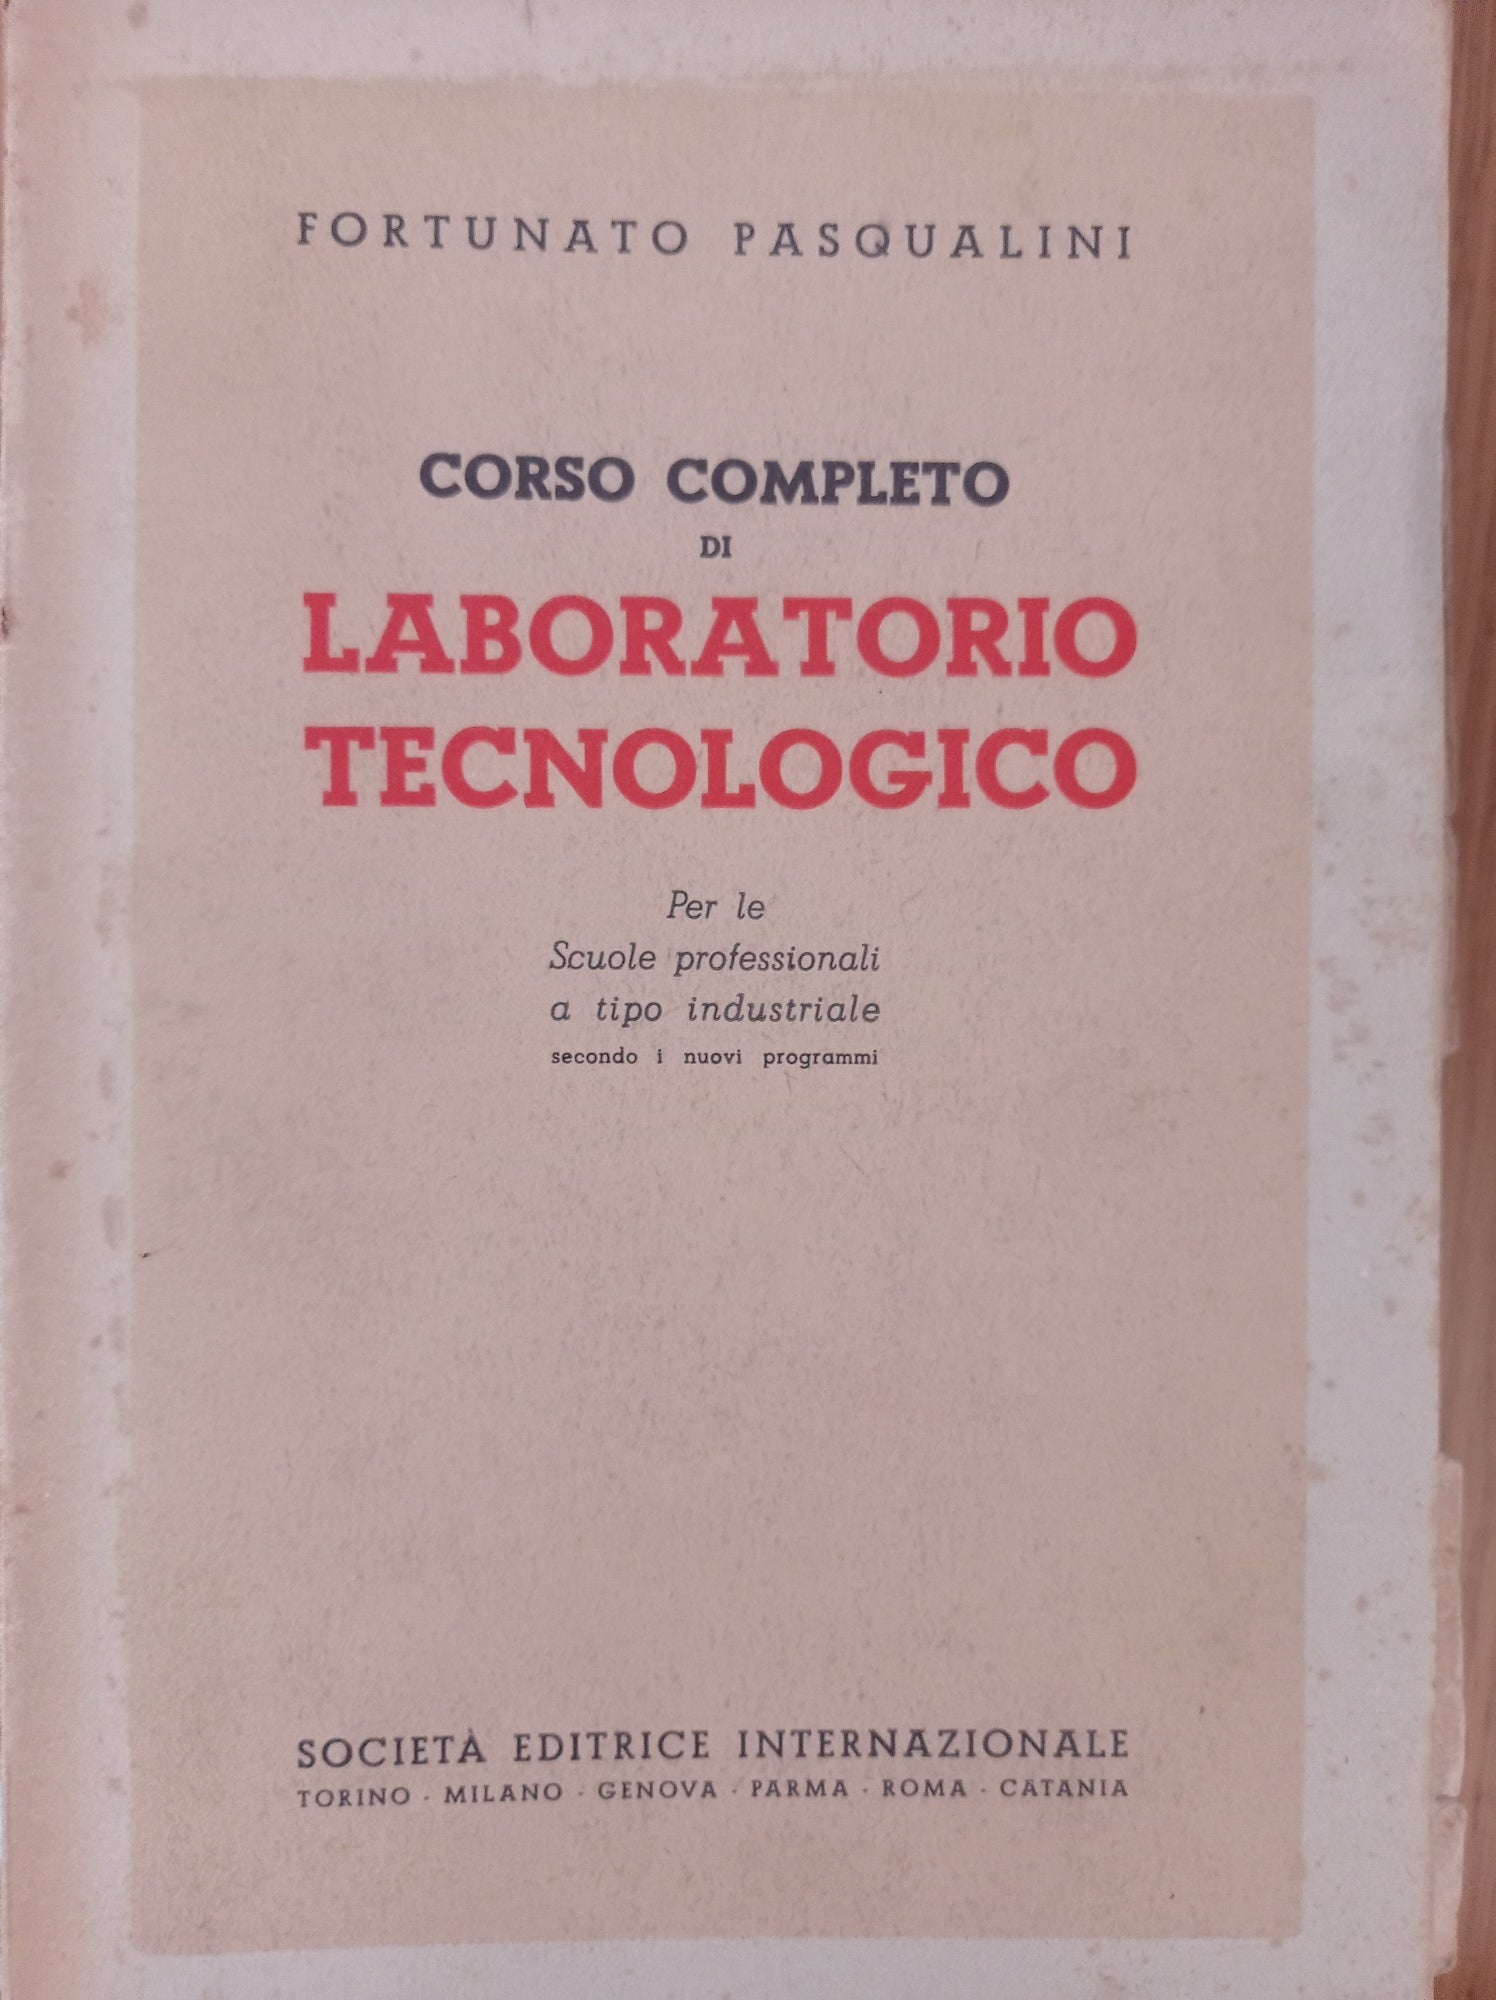 FORTUNATO PASQUALINI
CORSO COMPLETO
DI
LABORATORIO
TECNOLOGICO
Per le
Scuole professionali
a tipo industriale
secondo i nuovi programmi
SOCIETÀ EDITRICE INTERNAZIONALE
TORINO · MILANO · GENOVA · PARMA · ROMA · CATANIA